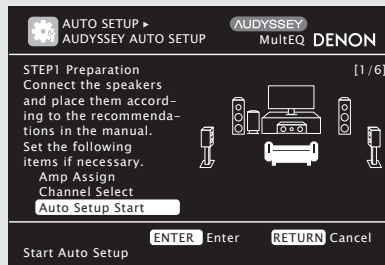 AUTO SETUP ▸
AUDYSSEY AUTO SETUP
AUDYSSEY
MultEQ DENON
STEP1 Preparation
[1/6]
Connect the speakers
and place them accord-
ing to the recommenda-
tions in the manual.
Set the following
items if necessary.
Amp Assign
Channel Select
Auto Setup Start
ENTER Enter RETURN Cancel
Start Auto Setup